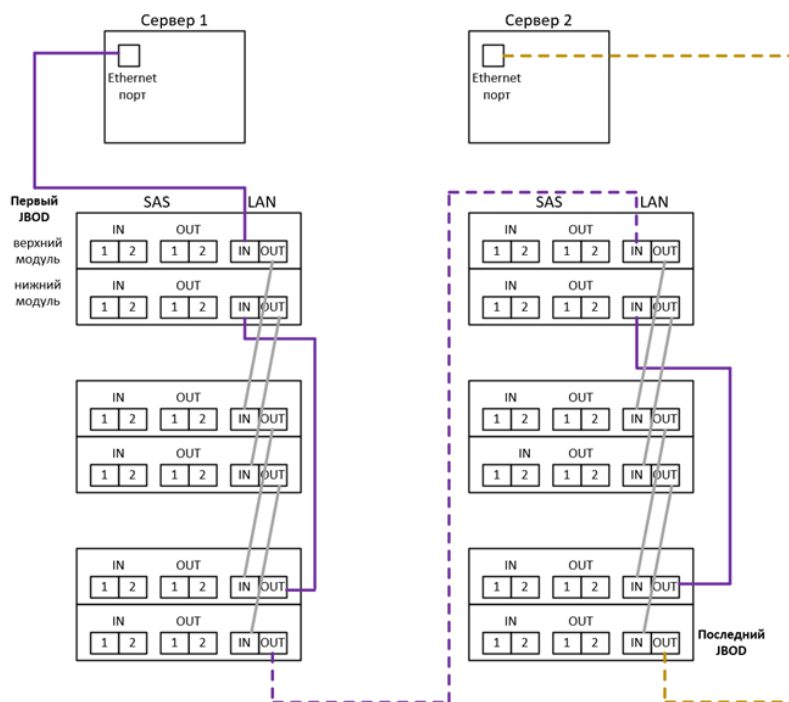 Сервер 1
Сервер 2
Ethernet
порт
Ethernet
порт
Первый
JBOD
SAS
LAN
SAS
LAN
верхний
модуль
IN
OUT
1 2 1 2 IN OUT
IN
OUT
1 2 1 2 IN OUT
нижний
модуль
IN
OUT
1 2 1 2 IN OUT
IN
OUT
1 2 1 2 IN OUT
IN
OUT
1 2 1 2 IN OUT
IN
OUT
1 2 1 2 IN OUT
IN
OUT
1 2 1 2 IN OUT
IN
OUT
1 2 1 2 IN OUT
IN
OUT
1 2 1 2 IN OUT
IN
OUT
1 2 1 2 IN OUT
IN
OUT
1 2 1 2 IN OUT
IN
OUT
1 2 1 2 IN OUT
Последний
JBOD